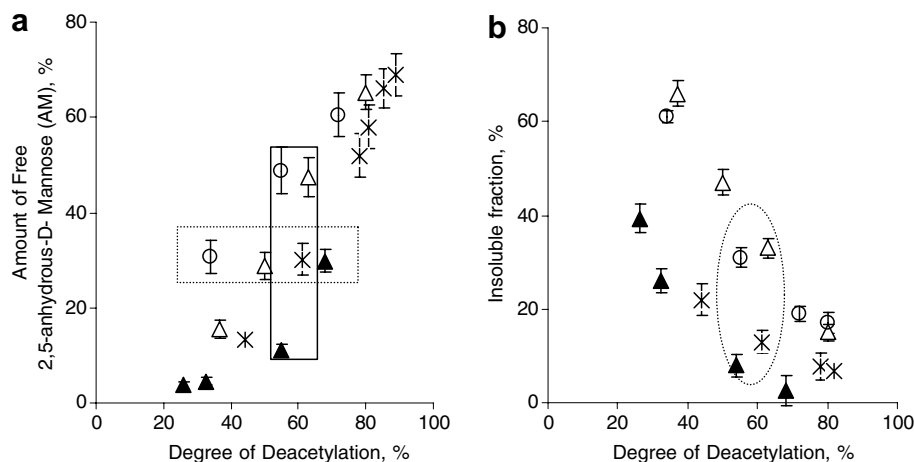 a
80
60
40
20
0
0 20 40 60 80 100
Amount of Free
2,5-anhydrous-D- Mannose (AM), %
Degree of Deacetylation, %
b
80
60
40
20
0
0 20 40 60 80 100
Insoluble fraction, %
Degree of Deacetylation, %